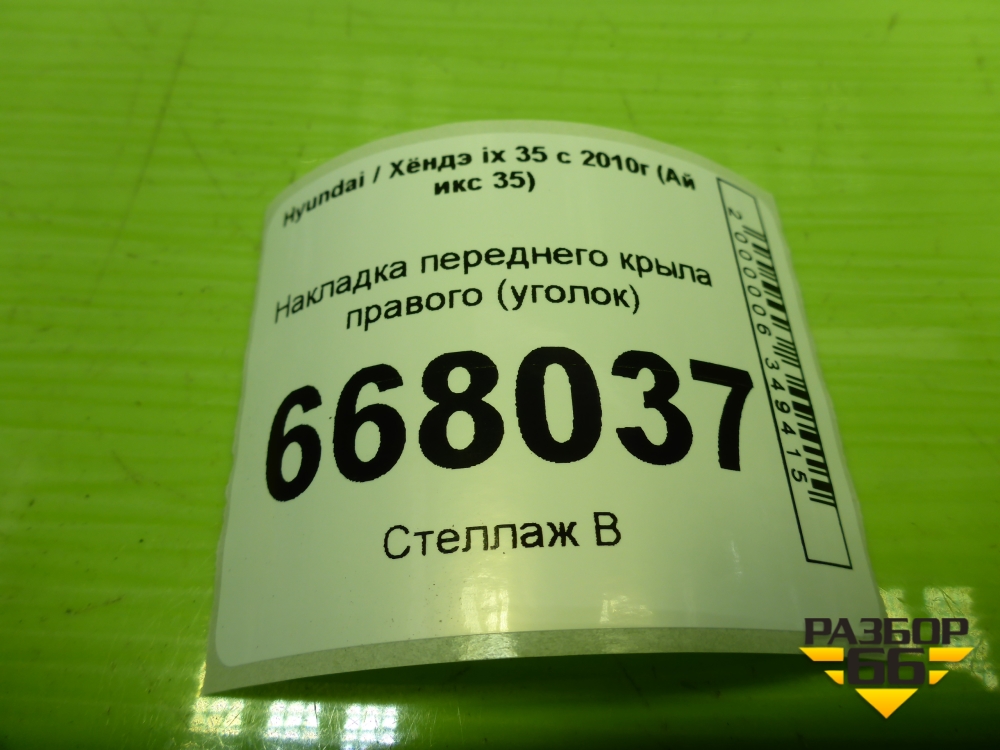 Hyundai / Хёндэ ix 35 с 2010г (Ай
икс 35)
Накладка переднего крыла
правого (уголок)
668037
Стеллаж В
2000006349415
РАЗБОР
66